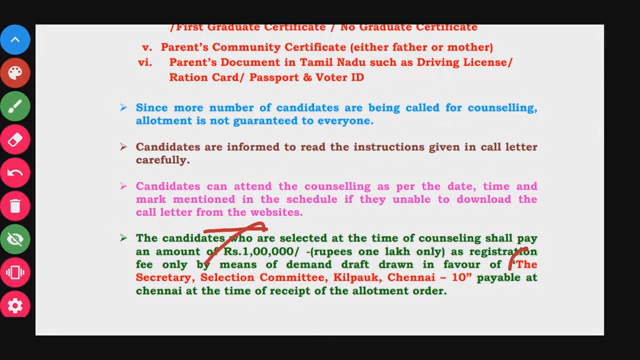 /First Graduate Certificate / No Graduate Certificate
v. Parent's Community Certificate (either father or mother)
vi. Parent's Document in Tamil Nadu such as Driving License/
Ration Card/ Passport & Voter ID
Since more number of candidates are being called for counselling,
allotment is not guaranteed to everyone.
Candidates are informed to read the instructions given in call letter
carefully.
Candidates can attend the counselling as per the date, time and
mark mentioned in the schedule if they unable to download the
call letter from the websites.
The candidates who are selected at the time of counseling shall pay
an amount of Rs.1,00,000/ -(rupees one lakh only) as registration
fee only by means of demand draft drawn in favour of "The
Secretary, Selection Committee, Kilpauk, Chennai – 10" payable at
chennai at the time of receipt of the allotment order.